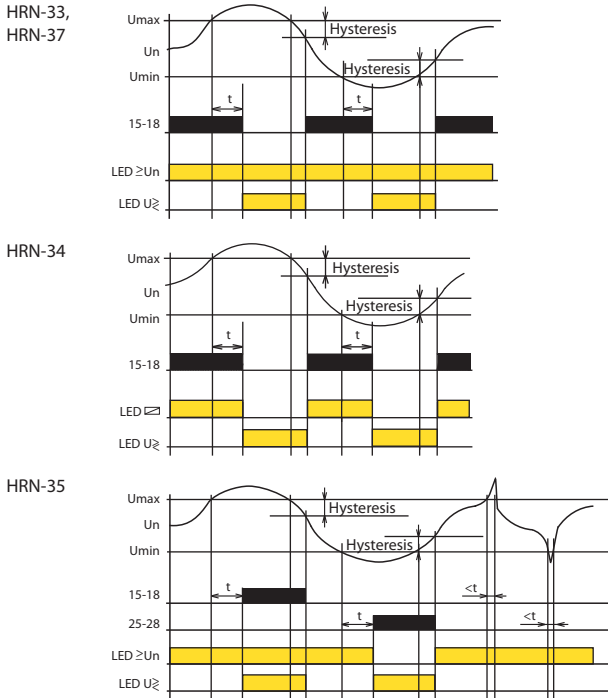 HRN-33,
HRN-37
Umax
Hysteresis
Un
Hysteresis
Umin
t
t
15-18
LED ≥Un
LED U≷
HRN-34
Umax
Hysteresis
Un
Hysteresis
Umin
t
t
15-18
LED
LED U≷
HRN-35
Umax
Hysteresis
Un
Hysteresis
Umin
t
<t
15-18
t
<t
25-28
LED ≥Un
LED U≷